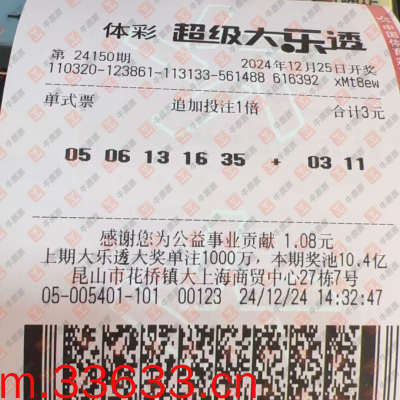 体彩 超级大乐透
第 24150期 2024年12月25日开奖
110320-123861-113133-561488 616392 xMt8ew
单式票 追加投注1倍 合计3元
05 06 13 16 35 + 03 11
感谢您为公益事业贡献 1.08元
上期大乐透大奖单注1000万，本期奖池10.4亿
昆山市花桥镇大上海商贸中心27栋7号
05-005401-101 00123 24/12/24 14:32:47
m.33633.cn